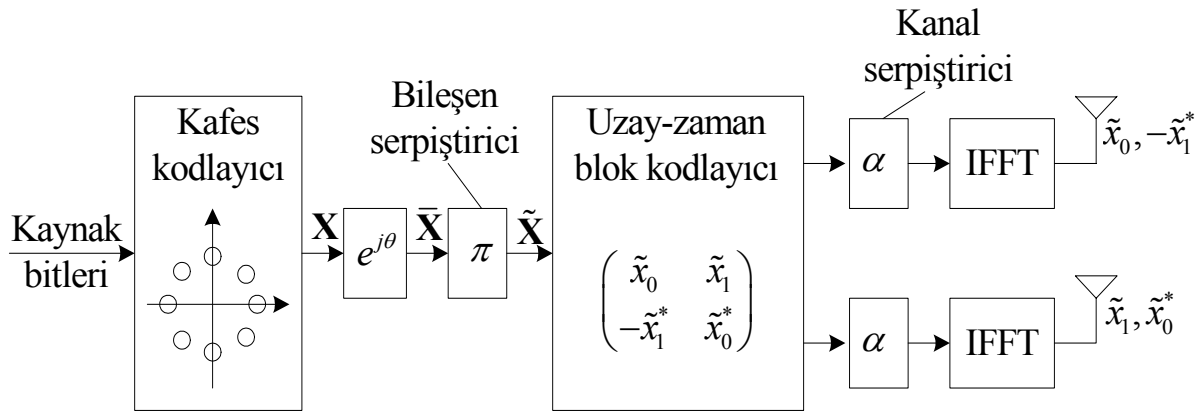 Kanal
serpiştirici
Bileşen
serpiştirici
Kafes
kodlayıcı
Uzay-zaman
blok kodlayıcı
Kaynak
bitleri
X
e^{jθ}
X̄
π
X̃
x̃₀ x̃₁
-x̃₁* x̃₀*
α
IFFT
x̃₀, -x̃₁*
α
IFFT
x̃₁, x̃₀*